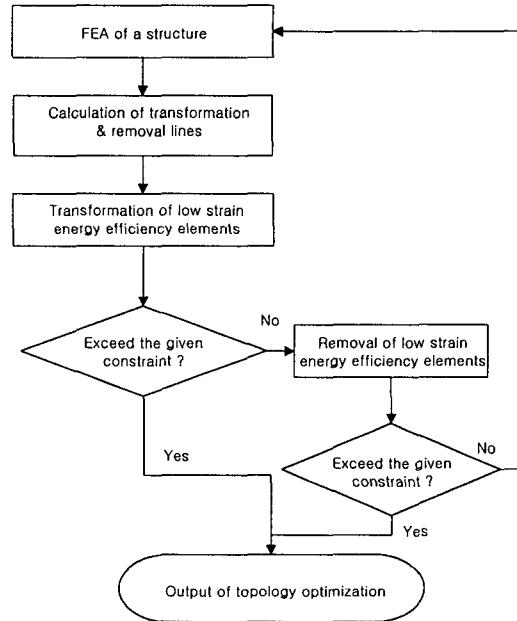 FEA of a structure
Calculation of transformation
& removal lines
Transformation of low strain
energy efficiency elements
Exceed the given
constraint ?
No
Removal of low strain
energy efficiency elements
Yes
Exceed the given
constraint ?
No
Yes
Output of topology optimization